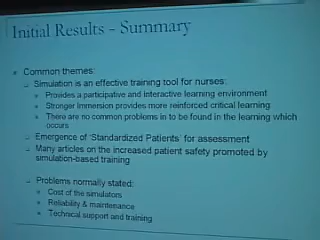 Initial Results - Summary
Common themes:
Simulation is an effective training tool for nurses:
Provides a participative and interactive learning environment
Stronger immersion provides more reinforced critical learning
There are no common problems in to be found in the learning which
occurs
Emergence of 'Standardized Patients' for assessment
Many articles on the increased patient safety promoted by
simulation-based training
Problems normally stated:
Cost of the simulators
Reliability & maintenance
Technical support and training